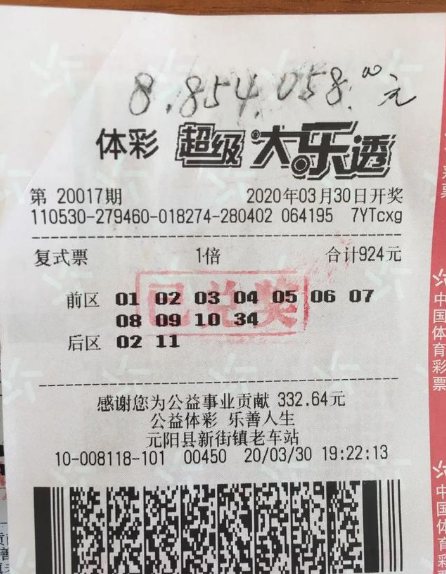 8.854.058.00元
体彩 超级大乐透
第 20017期 2020年03月30日开奖
110530-279460-018274-280402 064195 7YTcxg
复式票 1倍 合计924元
前区 01 02 03 04 05 06 07
08 09 10 34
已兑奖
后区 02 11
感谢您为公益事业贡献 332.64元
公益体彩 乐善人生
元阳县新街镇老车站
10-008118-101 00450 20/03/30 19:22:13
中国体育彩票
中国体育